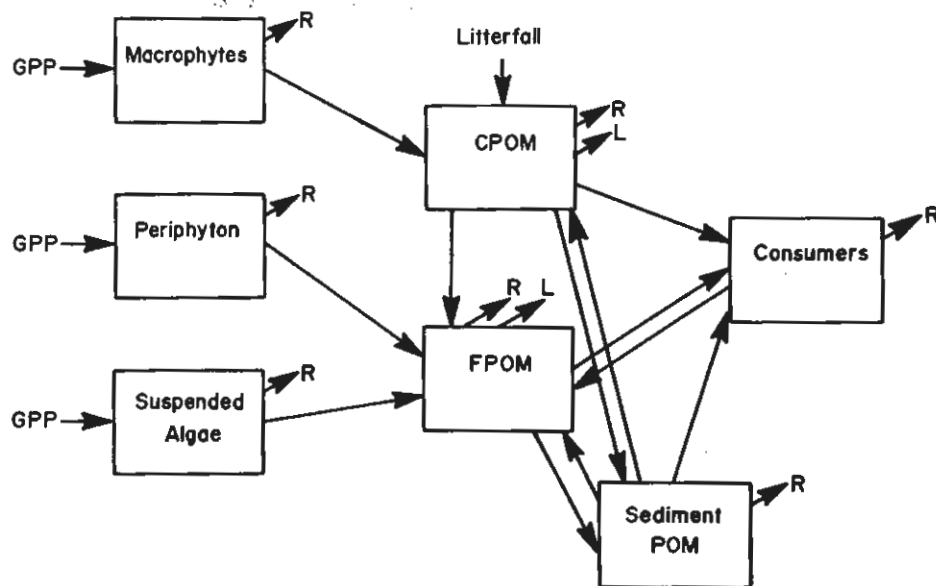 R
Macrophytes
GPP
Litterfall
R
CPOM
L
R
Periphyton
GPP
R
Consumers
R L
FPOM
R
GPP
Suspended
Algae
R
Sediment
POM